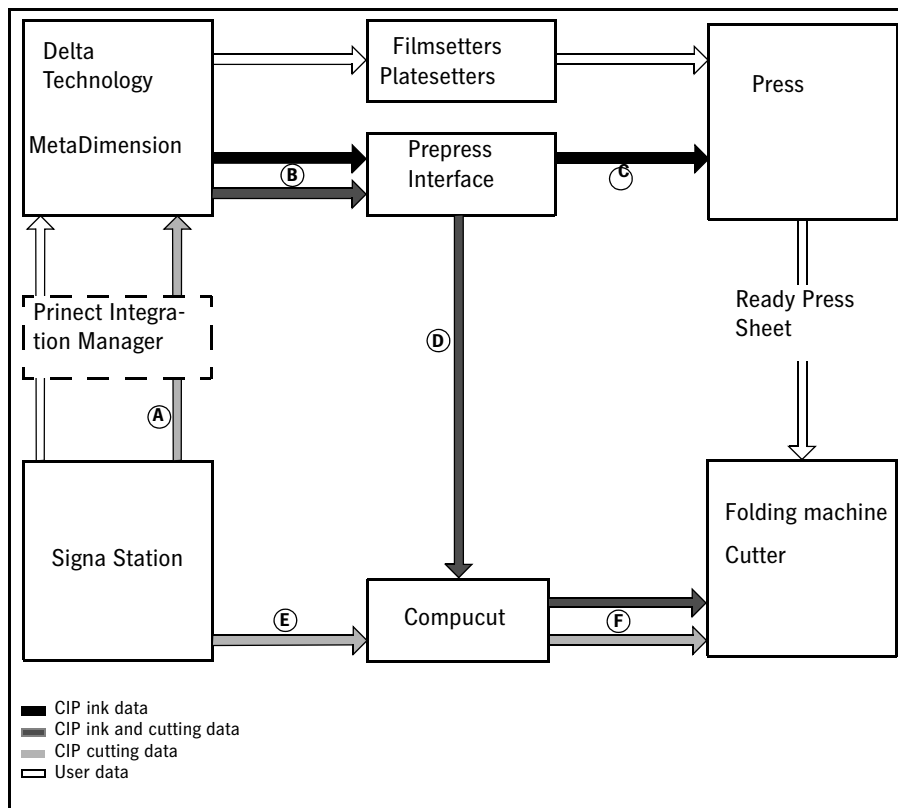 Delta
Technology
MetaDimension
Filmsetters
Platesetters
Press
Prepress
Interface
B
C
Prinect Integra-
tion Manager
Ready Press
Sheet
D
A
Signa Station
Folding machine
Cutter
E
Compucut
F
CIP ink data
CIP ink and cutting data
CIP cutting data
User data